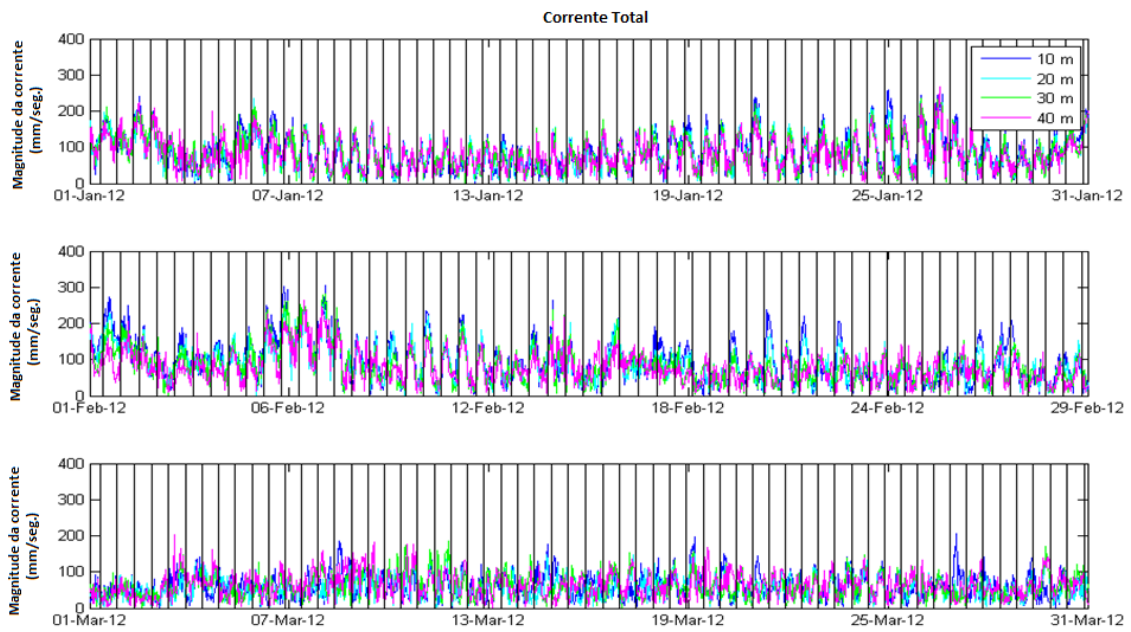 Corrente Total
Magnitude da corrente
(mm/seg.)
400
300
200
100
0
10 m
20 m
30 m
40 m
01-Jan-12
07-Jan-12
13-Jan-12
19-Jan-12
25-Jan-12
31-Jan-12
Magnitude da corrente
(mm/seg.)
400
300
200
100
0
01-Feb-12
06-Feb-12
12-Feb-12
18-Feb-12
24-Feb-12
29-Feb-12
Magnitude da corrente
(mm/seg.)
400
300
200
100
0
01-Mar-12
07-Mar-12
13-Mar-12
19-Mar-12
25-Mar-12
31-Mar-12